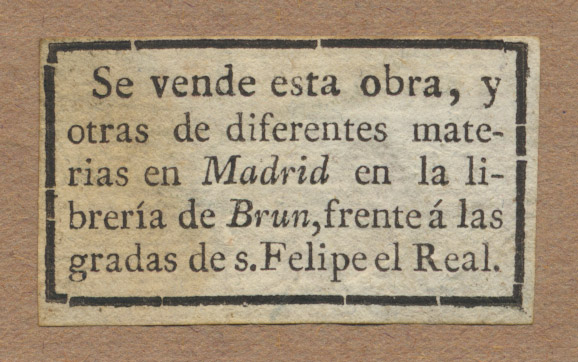 Se vende esta obra, y
otras de diferentes mate-
rias en Madrid en la li-
brería de Brun, frente á las
gradas de s. Felipe el Real.